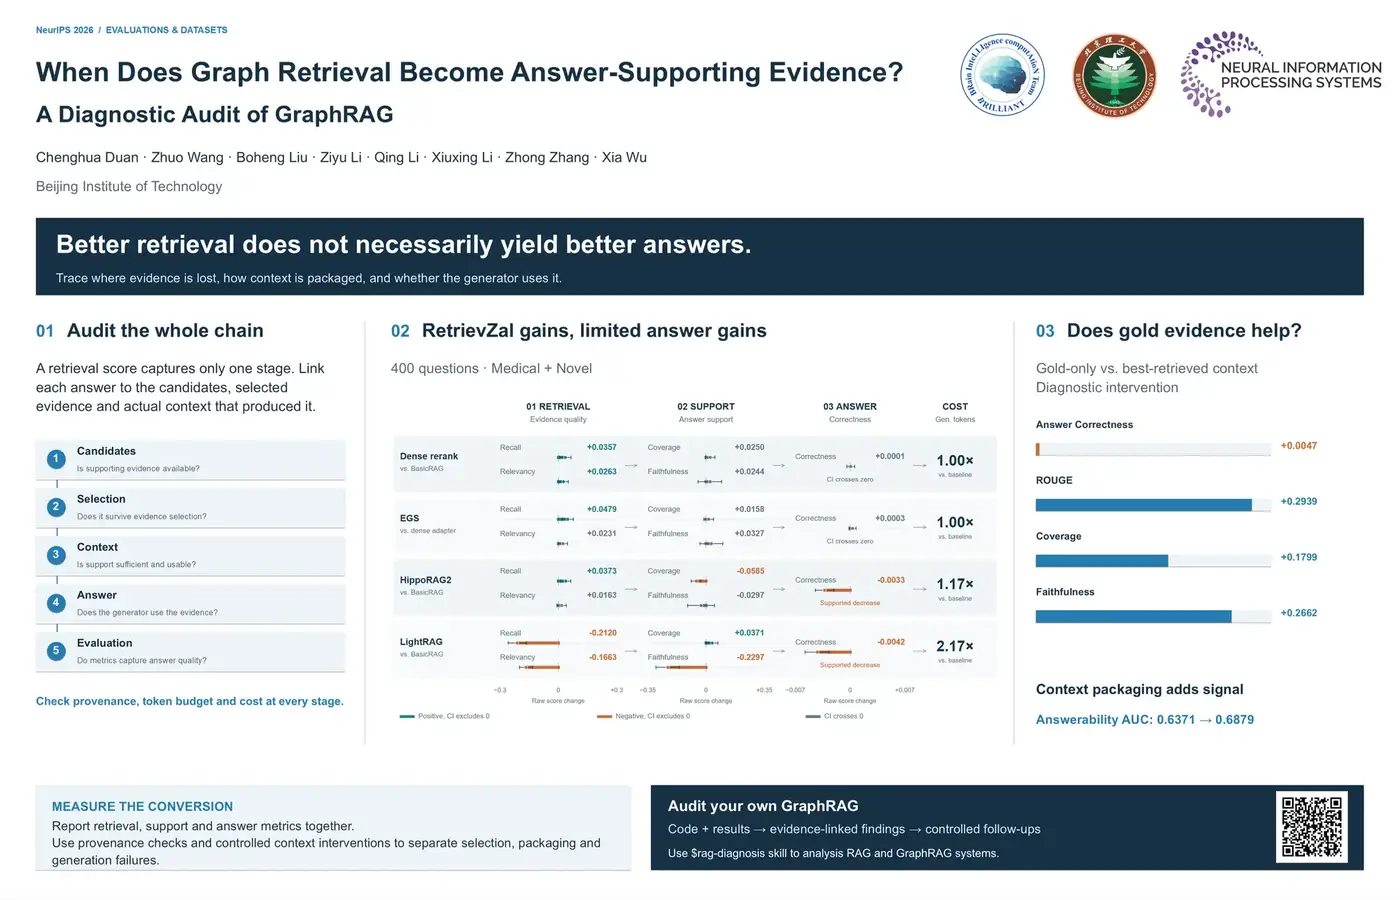 NeurIPS 2026 / EVALUATIONS & DATASETS
When Does Graph Retrieval Become Answer-Supporting Evidence?
A Diagnostic Audit of GraphRAG
Chenghua Duan · Zhuo Wang · Boheng Liu · Ziyu Li · Qing Li · Xiuxing Li · Zhong Zhang · Xia Wu
Beijing Institute of Technology
BRain IntelLIgence computAtioN Team
BRILLIANT
北京理工大学
BEIJING INSTITUTE OF TECHNOLOGY
1940
NEURAL INFORMATION
PROCESSING SYSTEMS
Better retrieval does not necessarily yield better answers.
Trace where evidence is lost, how context is packaged, and whether the generator uses it.
01 Audit the whole chain
A retrieval score captures only one stage. Link
each answer to the candidates, selected
evidence and actual context that produced it.
1 Candidates
Is supporting evidence available?
2 Selection
Does it survive evidence selection?
3 Context
Is support sufficient and usable?
4 Answer
Does the generator use the evidence?
5 Evaluation
Do metrics capture answer quality?
Check provenance, token budget and cost at every stage.
02 RetrievZal gains, limited answer gains
400 questions · Medical + Novel
01 RETRIEVAL 02 SUPPORT 03 ANSWER COST
Evidence quality Answer support Correctness Gen. tokens
Dense rerank
vs. BasicRAG
Recall +0.0357
Relevancy +0.0263
→
Coverage +0.0250
Faithfulness +0.0244
→
Correctness +0.0001
CI crosses zero
→
1.00×
vs. baseline
EGS
vs. dense adapter
Recall +0.0479
Relevancy +0.0231
→
Coverage +0.0158
Faithfulness +0.0327
→
Correctness +0.0003
CI crosses zero
→
1.00×
vs. baseline
HippoRAG2
vs. BasicRAG
Recall +0.0373
Relevancy +0.0163
→
Coverage -0.0585
Faithfulness -0.0297
→
Correctness -0.0033
Supported decrease
→
1.17×
vs. baseline
LightRAG
vs. BasicRAG
Recall -0.2120
Relevancy -0.1663
→
Coverage +0.0371
Faithfulness -0.2297
→
Correctness -0.0042
Supported decrease
→
2.17×
vs. baseline
−0.3 0 +0.3 −0.35 0 +0.35 −0.007 0 +0.007
Raw score change Raw score change Raw score change
Positive, CI excludes 0 Negative, CI excludes 0 CI crosses 0
03 Does gold evidence help?
Gold-only vs. best-retrieved context
Diagnostic intervention
Answer Correctness
+0.0047
ROUGE
+0.2939
Coverage
+0.1799
Faithfulness
+0.2662
Context packaging adds signal
Answerability AUC: 0.6371 → 0.6879
MEASURE THE CONVERSION
Report retrieval, support and answer metrics together.
Use provenance checks and controlled context interventions to separate selection, packaging and
generation failures.
Audit your own GraphRAG
Code + results → evidence-linked findings → controlled follow-ups
Use $rag-diagnosis skill to analysis RAG and GraphRAG systems.